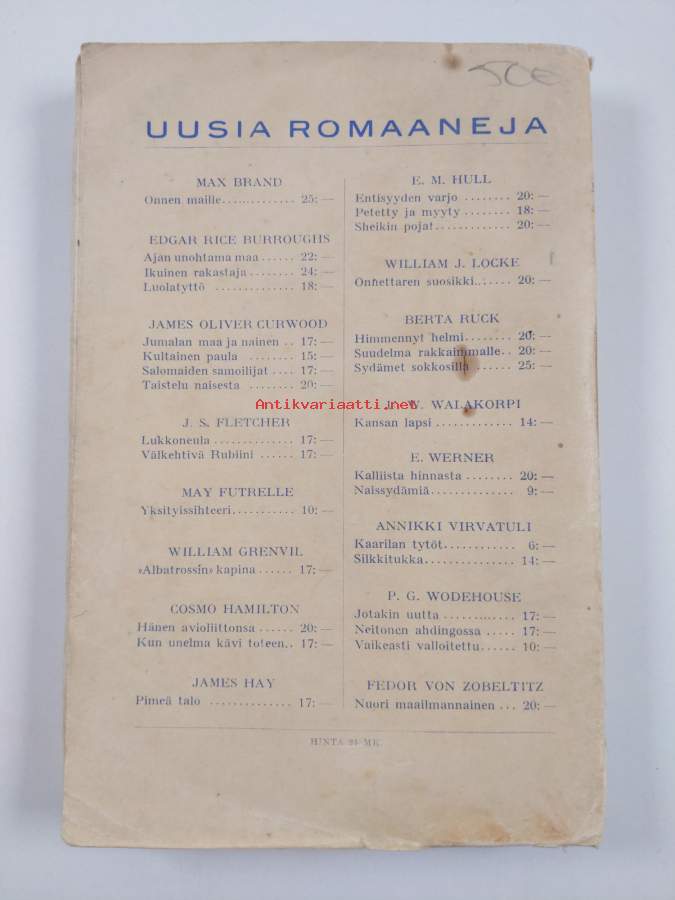 50€
UUSIA ROMAANEJA
MAX BRAND
Onnen maille.............. 25: —
EDGAR RICE BURROUGHS
Ajan unohtama maa ...... 22: —
Ikuinen rakastaja ........ 24: —
Luolatyttö .............. 18: —
JAMES OLIVER CURWOOD
Jumalan maa ja nainen .. 17: —
Kultainen paula ........ 15: —
Salomaiden samoilijat .... 17: —
Taistelu naisesta ........ 20: —
J. S. FLETCHER
Lukkoneula .............. 17: —
Välkehtivä Rubiini ...... 17: —
MAY FUTRELLE
Yksityissihteeri........... 10: —
WILLIAM GRENVIL
»Albatrossin» kapina ...... 17: —
COSMO HAMILTON
Hänen avioliittonsa ...... 20: —
Kun unelma kävi toteen.. 17: —
JAMES HAY
Pimeä talo .............. 17: —
E. M. HULL
Entisyyden varjo ........ 20: —
Petetty ja myyty ........ 18: —
Sheikin pojat ............. 20: —
WILLIAM J. LOCKE
Onnettaren suosikki....... 20: —
BERTA RUCK
Himmennyt helmi ........ 20: —
Suudelma rakkaimmalle.. 20: —
Sydämet sokkosilla ...... 25: —
W. WALAKORPI
Kansan lapsi ............. 14: —
E. WERNER
Kalliista hinnasta ........ 20: —
Naissydämiä.............. 9: —
ANNIKKI VIRVATULI
Kaarilan tytöt............ 6: —
Silkkitukka .............. 14: —
P. G. WODEHOUSE
Jotakin uutta ............ 17: —
Neitonen ahdingossa ..... 17: —
Vaikeasti valloitettu...... 10: —
FEDOR VON ZOBELTITZ
Nuori maailmannainen ... 20: —
HINTA MK.
Antikvariaatti.net